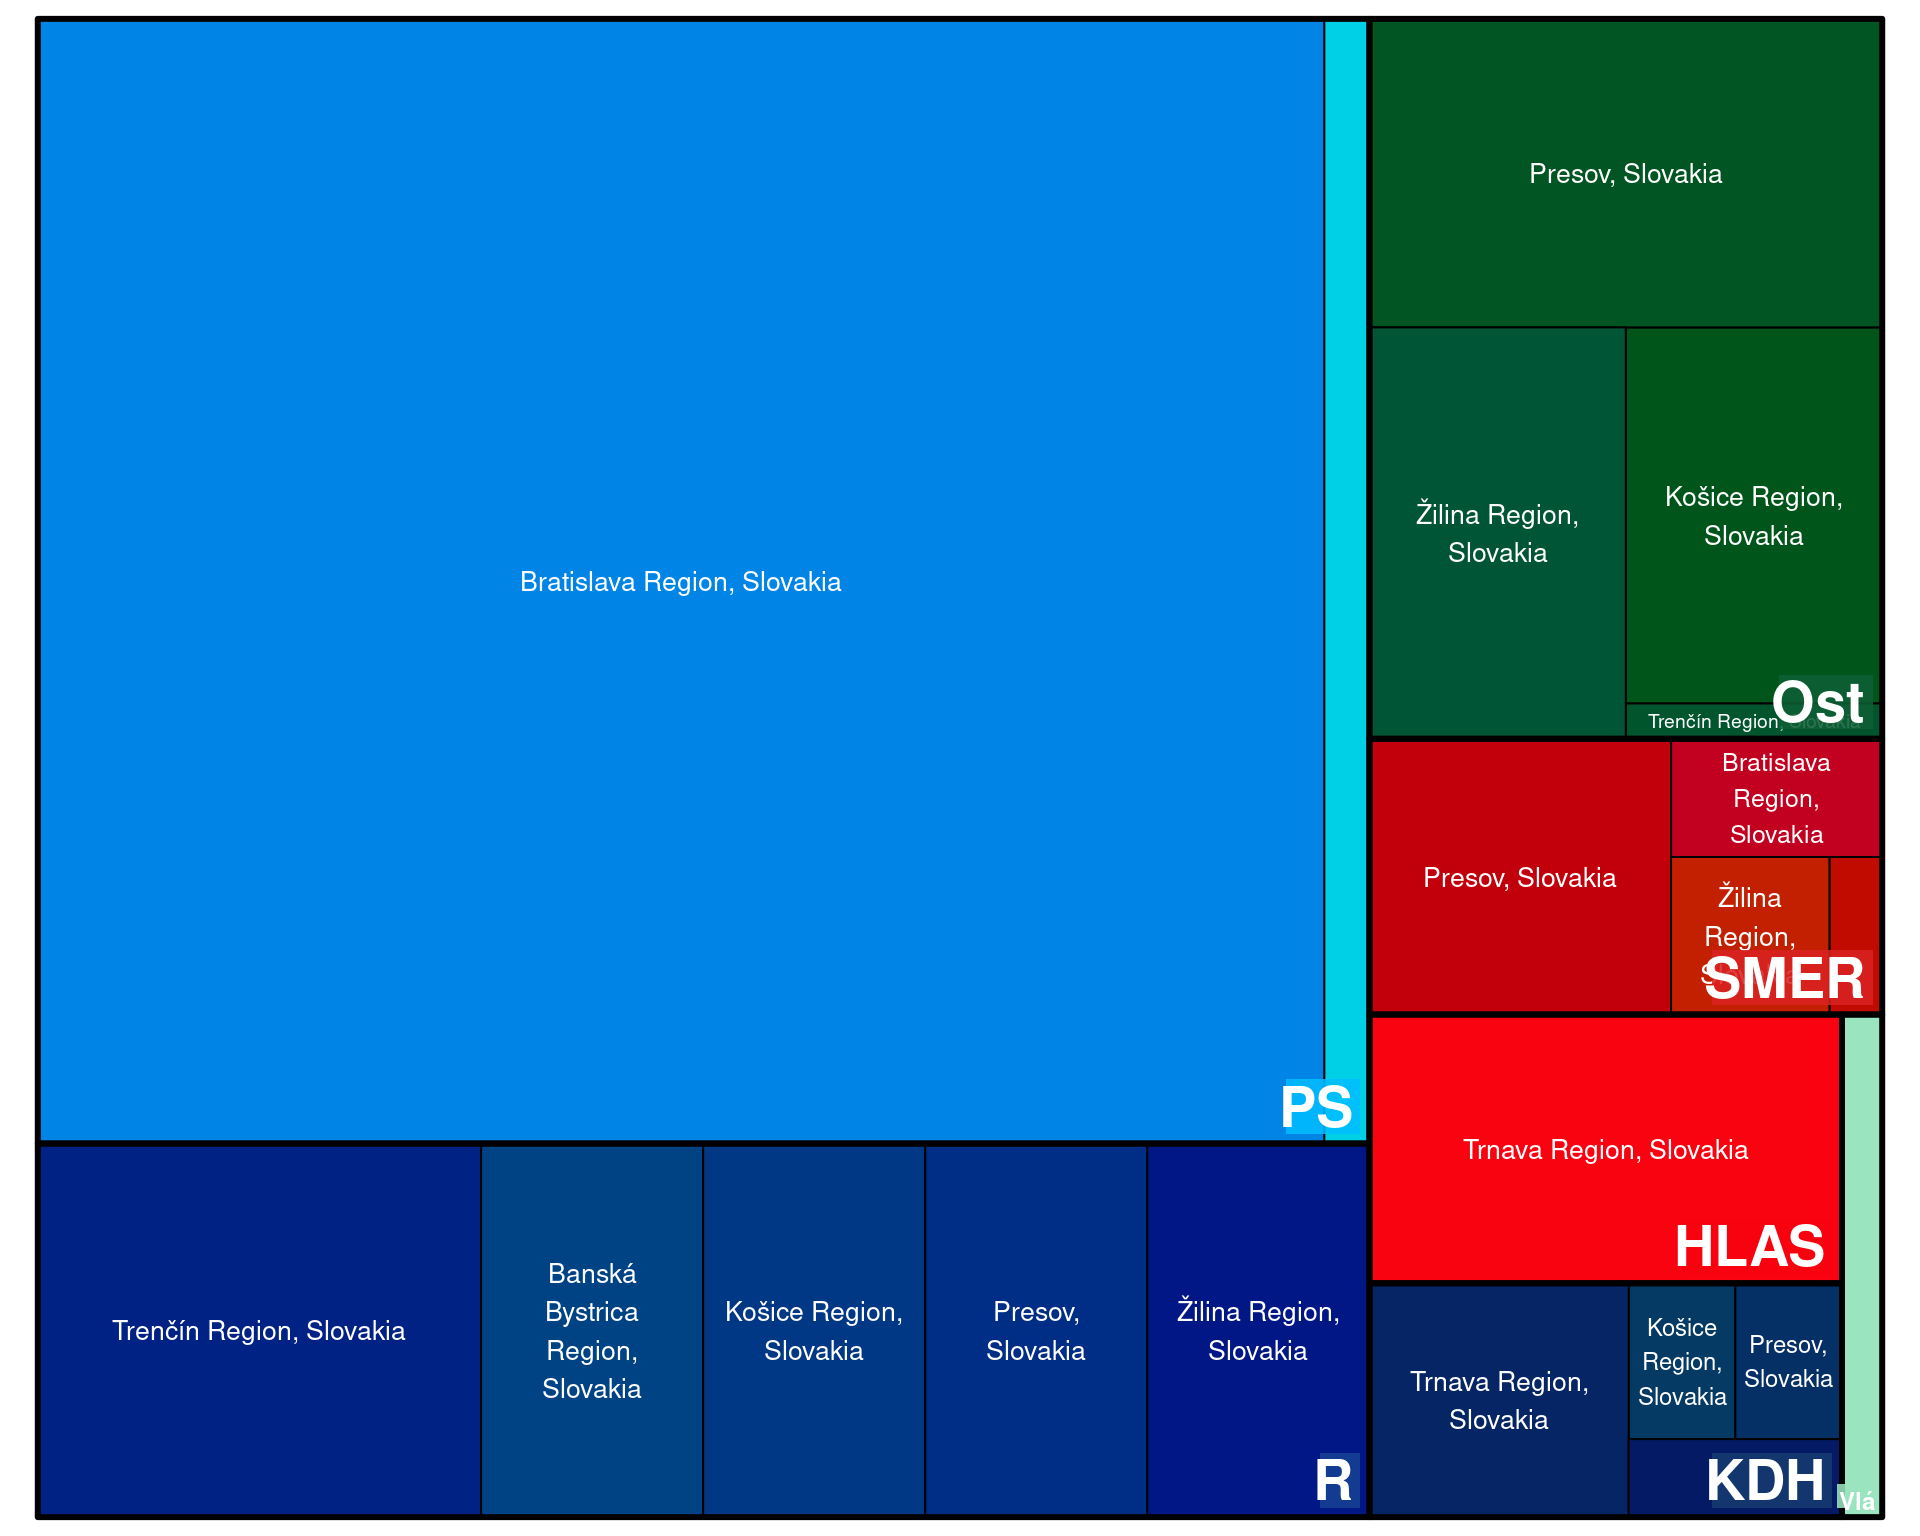 Bratislava Region, Slovakia
PS
Presov, Slovakia
Žilina Region,
Slovakia
Košice Region,
Slovakia
Trenčín Region, Slovakia
Ost
Presov, Slovakia
Bratislava
Region,
Slovakia
Žilina
Region,
SMER
Trnava Region, Slovakia
HLAS
Trenčín Region, Slovakia
Banská
Bystrica
Region,
Slovakia
Košice Region,
Slovakia
Presov,
Slovakia
Žilina Region,
Slovakia
R
Trnava Region,
Slovakia
Košice
Region,
Slovakia
Presov,
Slovakia
KDH
Vlá